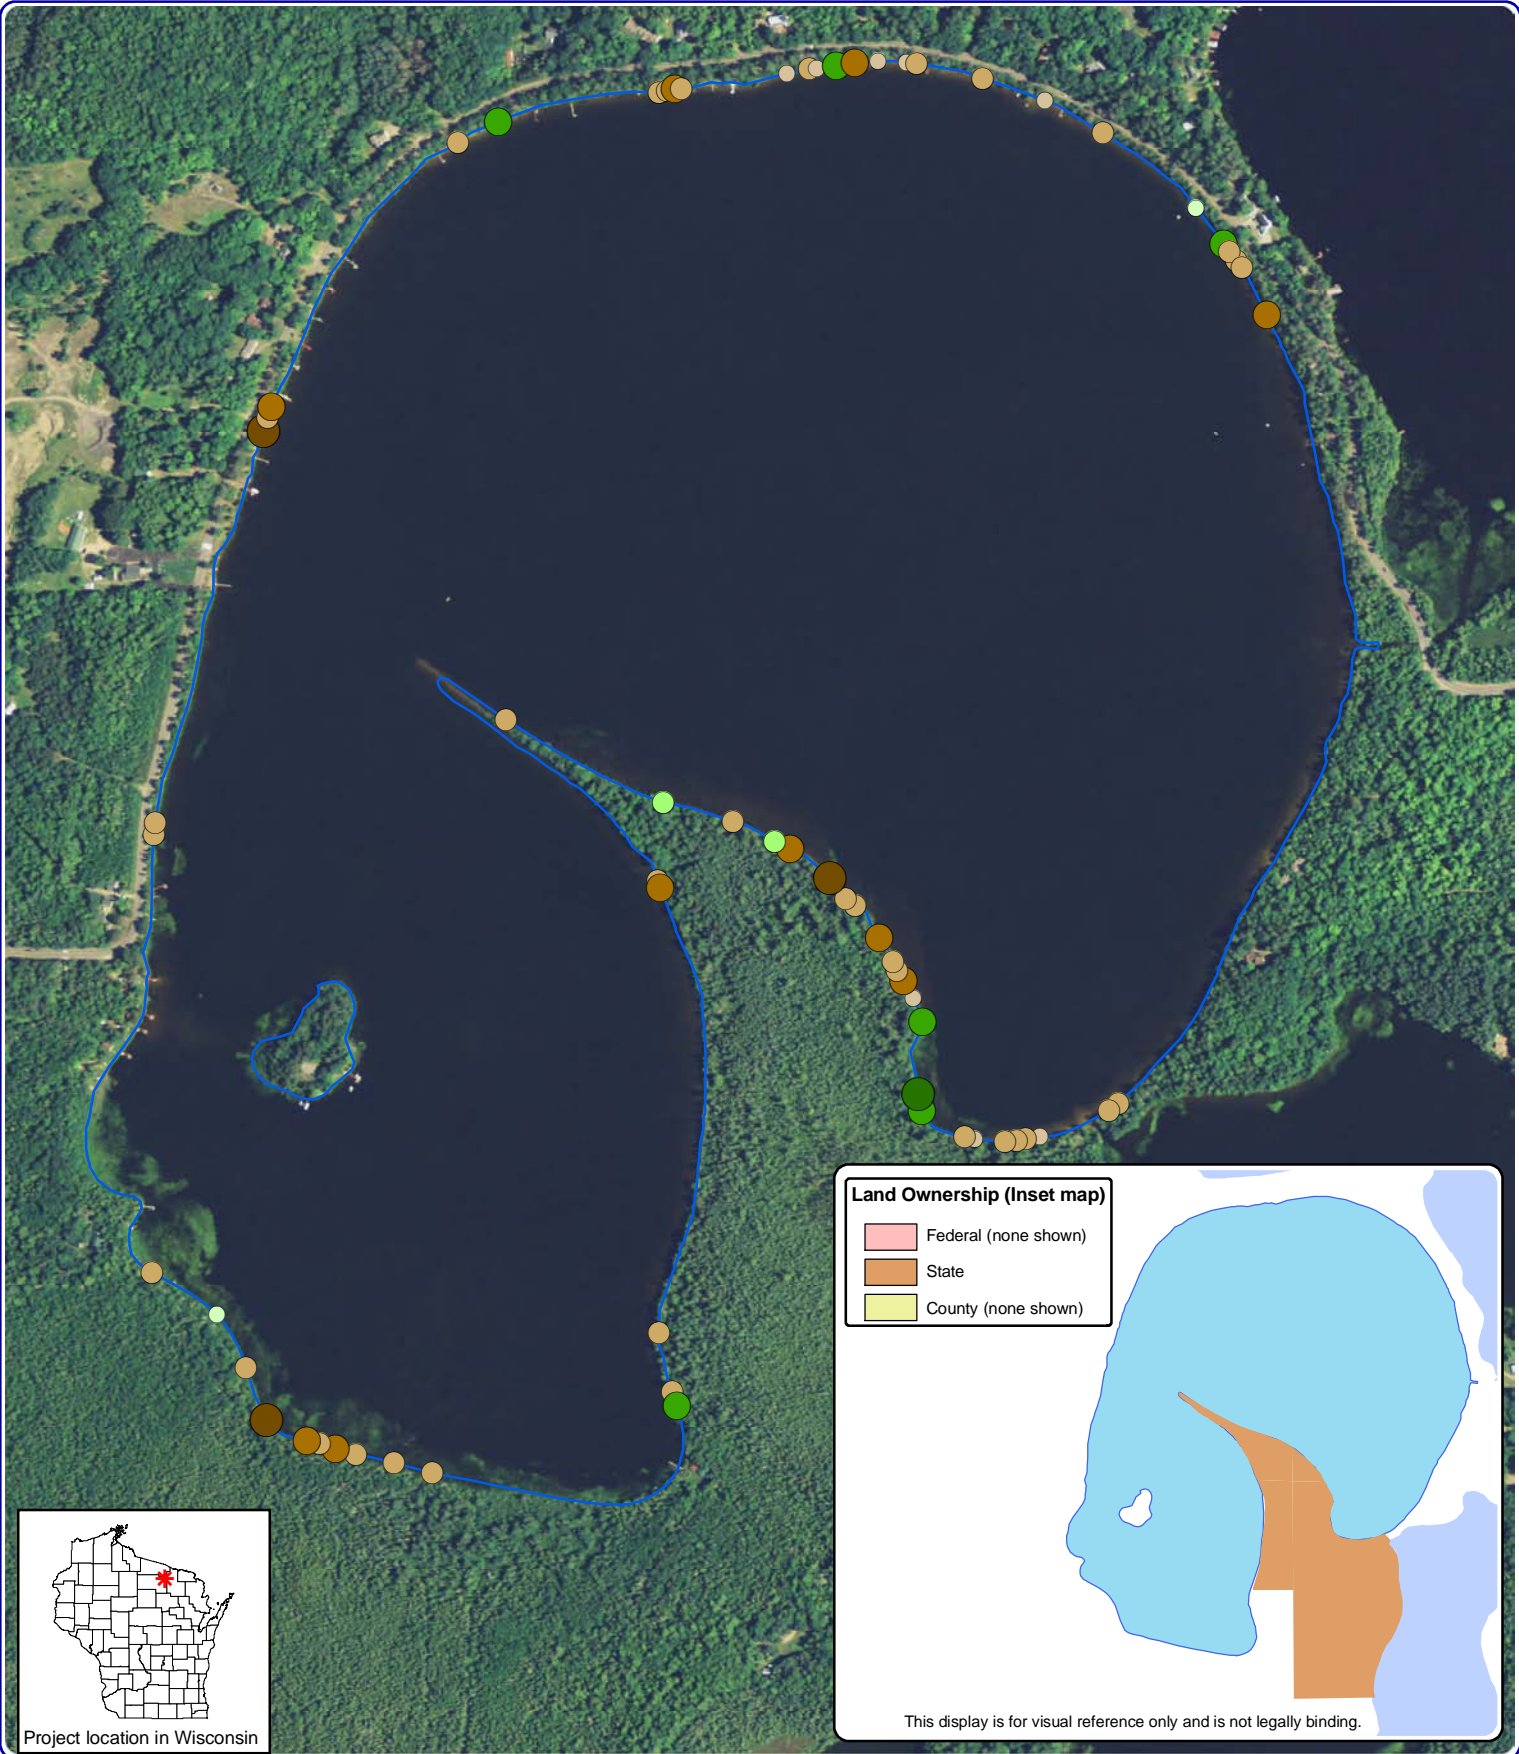 Land Ownership (Inset map)
Federal (none shown)
State
County (none shown)
This display is for visual reference only and is not legally binding.
Project location in Wisconsin